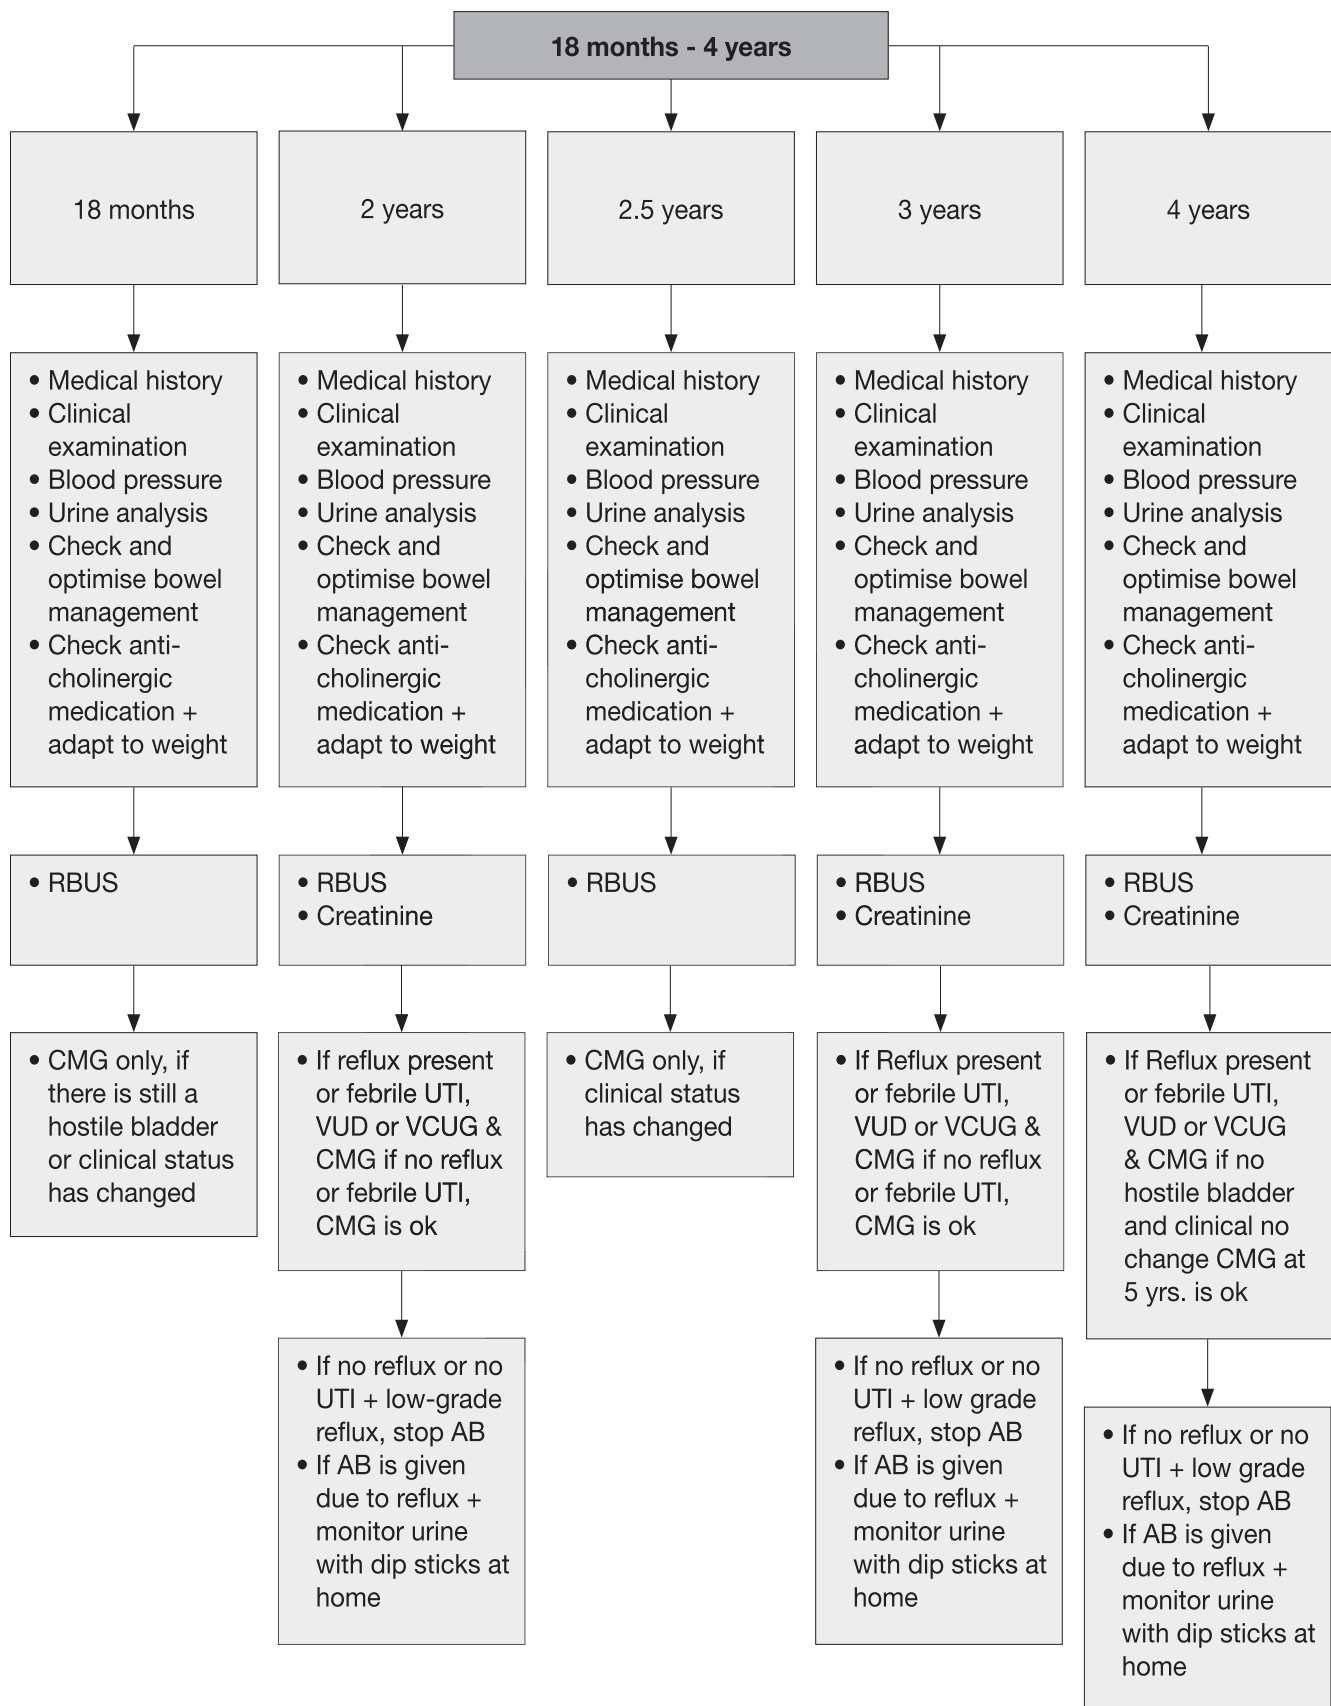 18 months - 4 years
18 months
2 years
2.5 years
3 years
4 years
• Medical history
• Clinical
examination
• Blood pressure
• Urine analysis
• Check and
optimise bowel
management
• Check anti-
cholinergic
medication +
adapt to weight
• Medical history
• Clinical
examination
• Blood pressure
• Urine analysis
• Check and
optimise bowel
management
• Check anti-
cholinergic
medication +
adapt to weight
• Medical history
• Clinical
examination
• Blood pressure
• Urine analysis
• Check and
optimise bowel
management
• Check anti-
cholinergic
medication +
adapt to weight
• Medical history
• Clinical
examination
• Blood pressure
• Urine analysis
• Check and
optimise bowel
management
• Check anti-
cholinergic
medication +
adapt to weight
• Medical history
• Clinical
examination
• Blood pressure
• Urine analysis
• Check and
optimise bowel
management
• Check anti-
cholinergic
medication +
adapt to weight
• RBUS
• RBUS
• Creatinine
• RBUS
• RBUS
• Creatinine
• RBUS
• Creatinine
• CMG only, if
there is still a
hostile bladder
or clinical status
has changed
• If reflux present
or febrile UTI,
VUD or VCUG &
CMG if no reflux
or febrile UTI,
CMG is ok
• CMG only, if
clinical status
has changed
• If Reflux present
or febrile UTI,
VUD or VCUG &
CMG if no reflux
or febrile UTI,
CMG is ok
• If Reflux present
or febrile UTI,
VUD or VCUG
& CMG if no
hostile bladder
and clinical no
change CMG at
5 yrs. is ok
• If no reflux or no
UTI + low-grade
reflux, stop AB
• If AB is given
due to reflux +
monitor urine
with dip sticks at
home
• If no reflux or no
UTI + low grade
reflux, stop AB
• If AB is given
due to reflux +
monitor urine
with dip sticks at
home
• If no reflux or no
UTI + low grade
reflux, stop AB
• If AB is given
due to reflux +
monitor urine
with dip sticks at
home